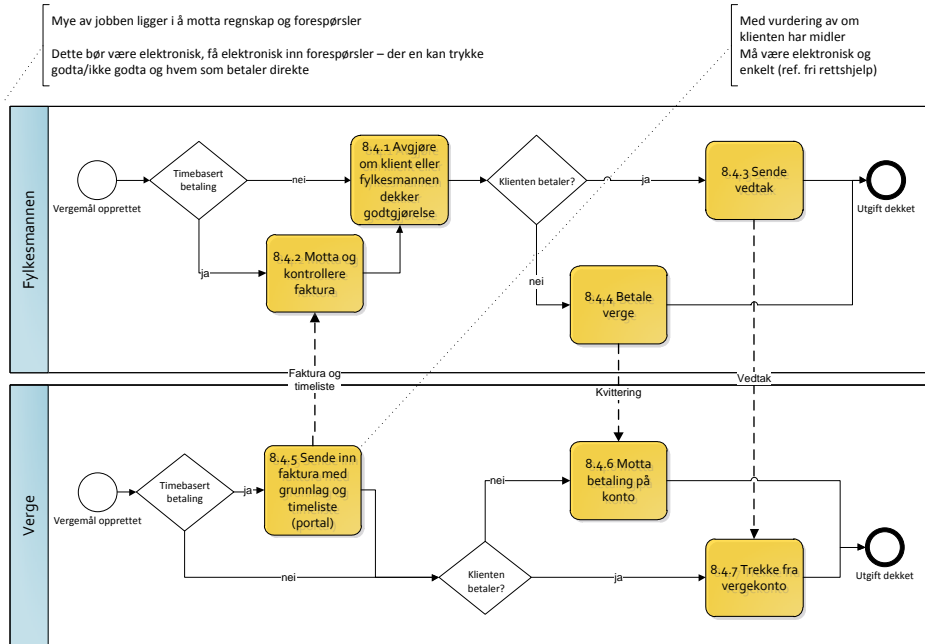 Mye av jobben ligger i å motta regnskap og forespørsler
Dette bør være elektronisk, få elektronisk inn forespørsler – der en kan trykke
godta/ikke godta og hvem som betaler direkte
Med vurdering av om
klienten har midler
Må være elektronisk og
enkelt (ref. fri rettshjelp)
Fylkesmannen
Vergemål opprettet
Timebasert
betaling
nei
ja
8.4.1 Avgjøre
om klient eller
fylkesmannen
dekker
godtgjørelse
8.4.2 Motta og
kontrollere
faktura
Klienten betaler?
ja
nei
8.4.3 Sende
vedtak
8.4.4 Betale
verge
Utgift dekket
Faktura og
timeliste
Kvittering
Vedtak
Verge
Vergemål opprettet
Timebasert
betaling
ja
nei
8.4.5 Sende inn
faktura med
grunnlag og
timeliste
(portal)
Klienten
betaler?
nei
ja
8.4.6 Motta
betaling på
konto
8.4.7 Trekke fra
vergekonto
Utgift dekket